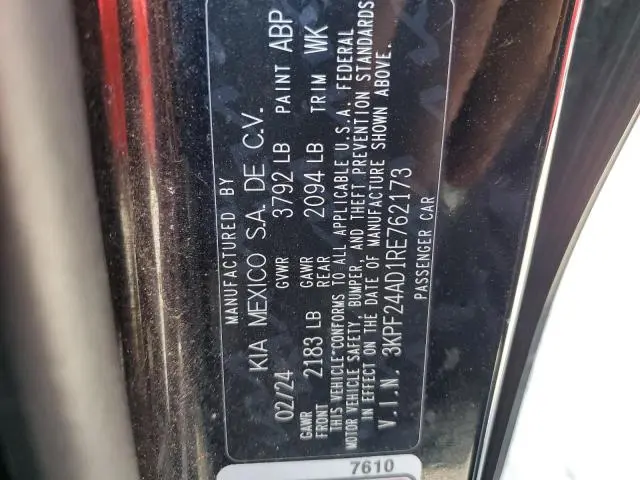 MANUFACTURED BY
KIA MEXICO S.A. DE C.V.
02/24 GVWR 3792 LB PAINT ABP
GAWR FRONT 2183 LB GAWR REAR 2094 LB TRIM WK
THIS VEHICLE CONFORMS TO ALL APPLICABLE U.S.A. FEDERAL
MOTOR VEHICLE SAFETY, BUMPER, AND THEFT PREVENTION STANDARDS
IN EFFECT ON THE DATE OF MANUFACTURE SHOWN ABOVE.
V.I.N. 3KPF24AD1RE762173
PASSENGER CAR
7610